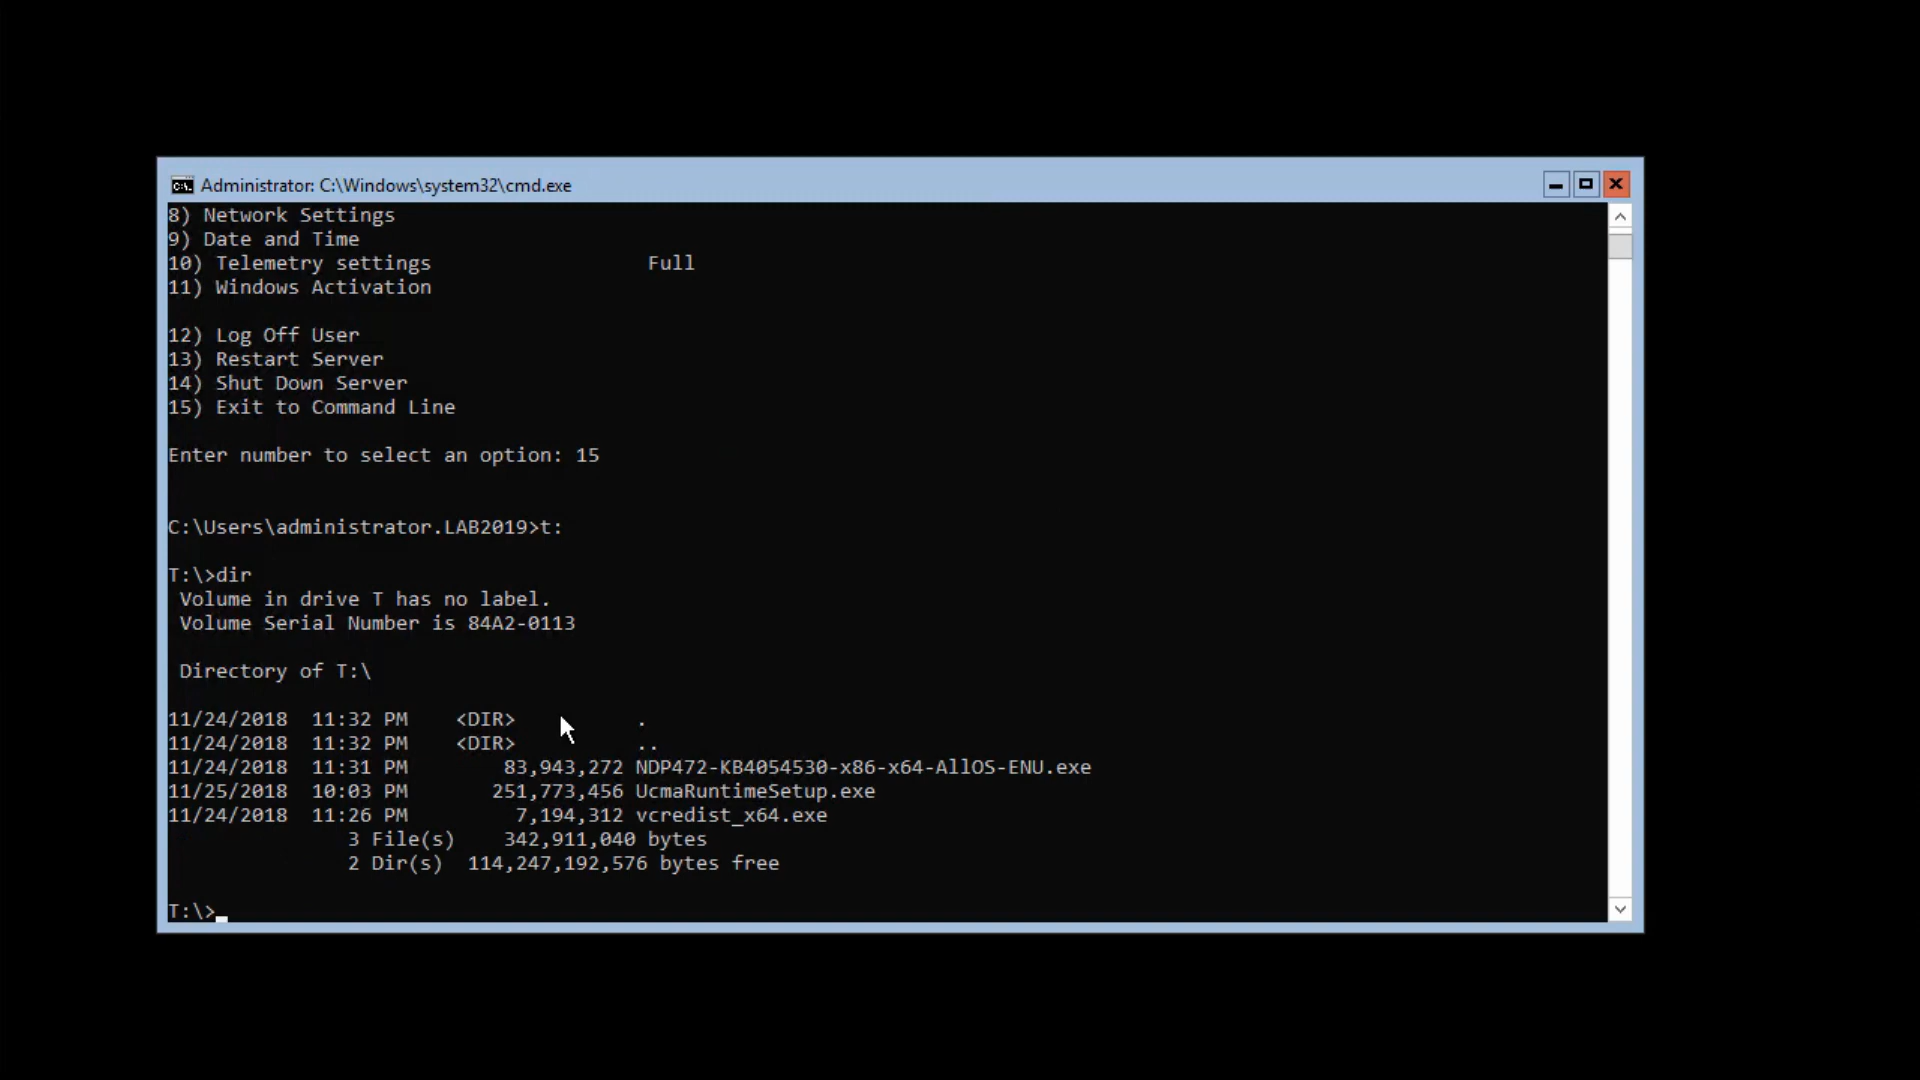 Administrator: C:\Windows\system32\cmd.exe
8) Network Settings
9) Date and Time
10) Telemetry settings                  Full
11) Windows Activation
12) Log Off User
13) Restart Server
14) Shut Down Server
15) Exit to Command Line
Enter number to select an option: 15
C:\Users\administrator.LAB2019>t:
T:\>dir
 Volume in drive T has no label.
 Volume Serial Number is 84A2-0113
 Directory of T:\
11/24/2018  11:32 PM    <DIR>          .
11/24/2018  11:32 PM    <DIR>          ..
11/24/2018  11:31 PM        83,943,272 NDP472-KB4054530-x86-x64-AllOS-ENU.exe
11/25/2018  10:03 PM       251,773,456 UcmaRuntimeSetup.exe
11/24/2018  11:26 PM         7,194,312 vcredist_x64.exe
               3 File(s)    342,911,040 bytes
               2 Dir(s)  114,247,192,576 bytes free
T:\>